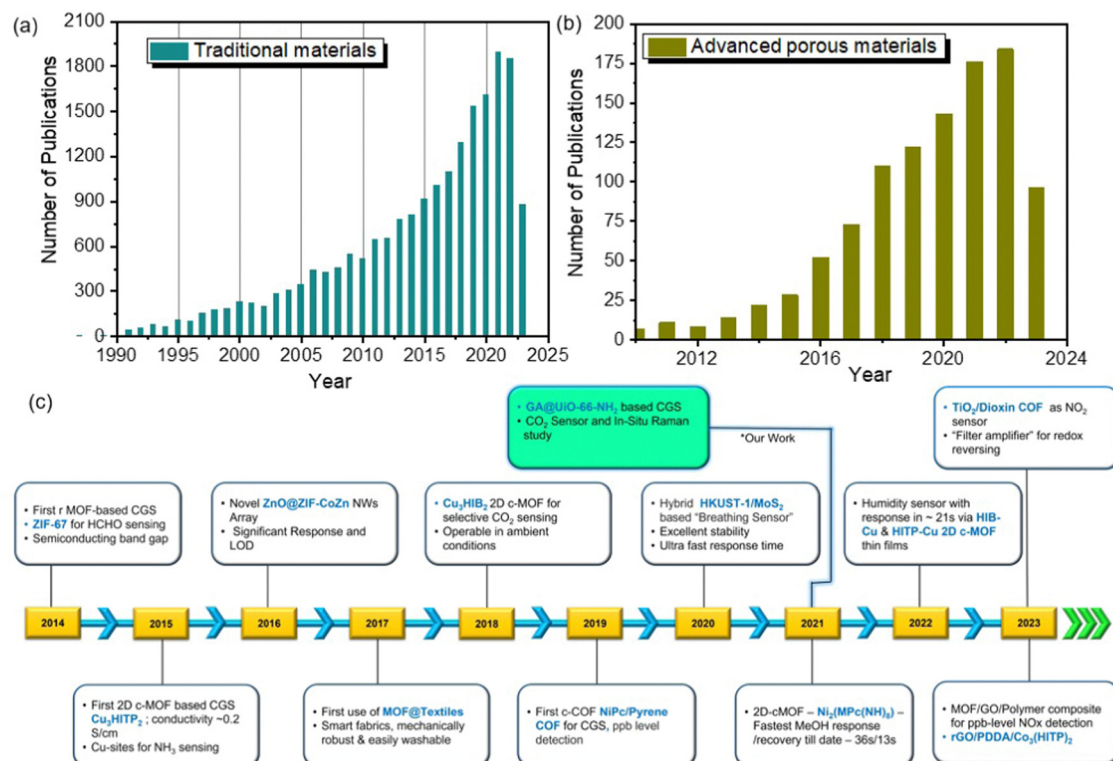 (a)
Traditional materials
Number of Publications
2100
1800
1500
1200
900
600
300
0
1990
1995
2000
2005
2010
2015
2020
2025
Year
(b)
Advanced porous materials
Number of Publications
200
175
150
125
100
75
50
25
0
2012
2016
2020
2024
Year
(c)
• GA@UiO-66-NH2 based CGS
• CO2 Sensor and In-Situ Raman
study
*Our Work
• TiO2/Dioxin COF as NO2
sensor
• “Filter amplifier” for redox
reversing
• First r MOF-based CGS
• ZIF-67 for HCHO sensing
• Semiconducting band gap
• Novel ZnO@ZIF-CoZn NWs
Array
• Significant Response and
LOD
• Cu3HIB2 2D c-MOF for
selective CO2 sensing
• Operable in ambient
conditions
• Hybrid HKUST-1/MoS2
based “Breathing Sensor”
• Excellent stability
• Ultra fast response time
• Humidity sensor with
response in ~ 21s via HIB-
Cu & HITP-Cu 2D c-MOF
thin films
2014
2015
2016
2017
2018
2019
2020
2021
2022
2023
• First 2D c-MOF based CGS
Cu3HITP2 ; conductivity ~0.2
S/cm
• Cu-sites for NH3 sensing
• First use of MOF@Textiles
• Smart fabrics, mechanically
robust & easily washable
• First c-COF NiPc/Pyrene
COF for CGS, ppb level
detection
• 2D-cMOF – Ni2(MPc(NH)8) –
Fastest MeOH response
/recovery till date – 36s/13s
• MOF/GO/Polymer composite
for ppb-level NOx detection
• rGO/PDDA/Co3(HITP)2